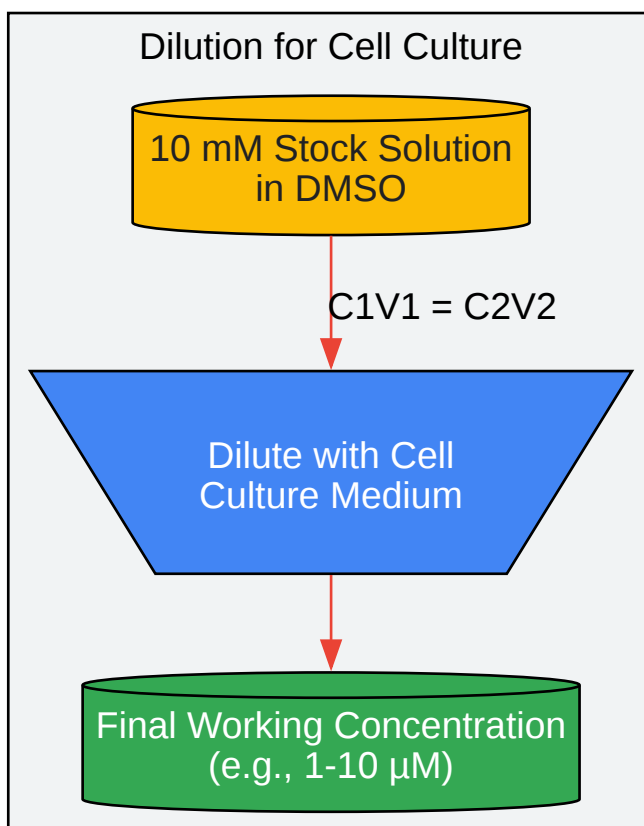 Dilution for Cell Culture
10 mM Stock Solution
in DMSO
C1V1 = C2V2
Dilute with Cell
Culture Medium
Final Working Concentration
(e.g., 1-10 µM)